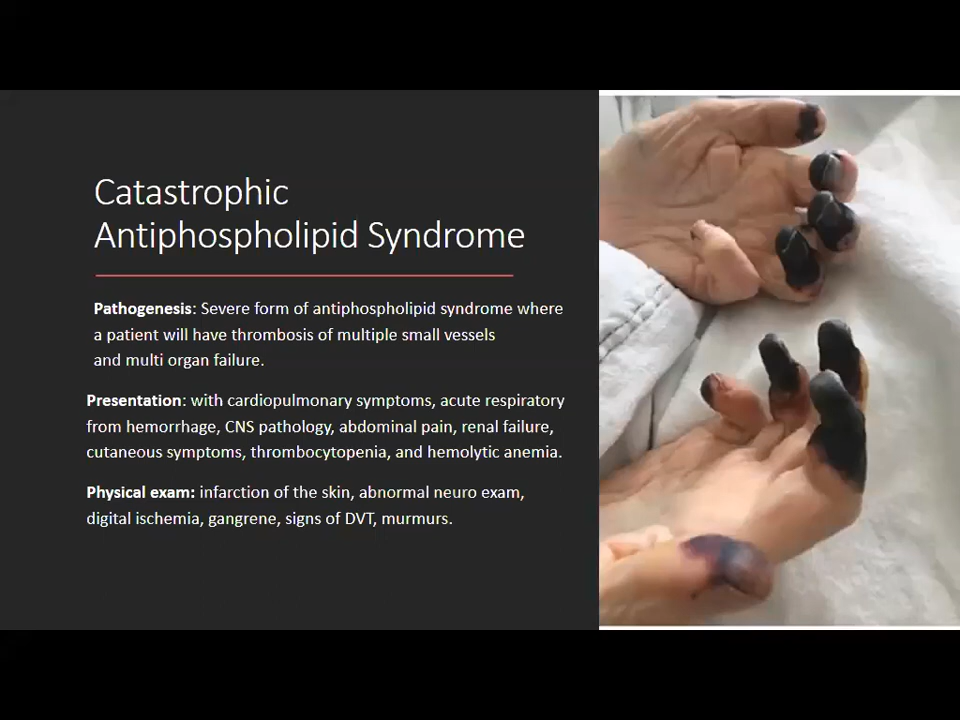 Catastrophic
Antiphospholipid Syndrome
Pathogenesis: Severe form of antiphospholipid syndrome where
a patient will have thrombosis of multiple small vessels
and multi organ failure.
Presentation: with cardiopulmonary symptoms, acute respiratory
from hemorrhage, CNS pathology, abdominal pain, renal failure,
cutaneous symptoms, thrombocytopenia, and hemolytic anemia.
Physical exam: infarction of the skin, abnormal neuro exam,
digital ischemia, gangrene, signs of DVT, murmurs.